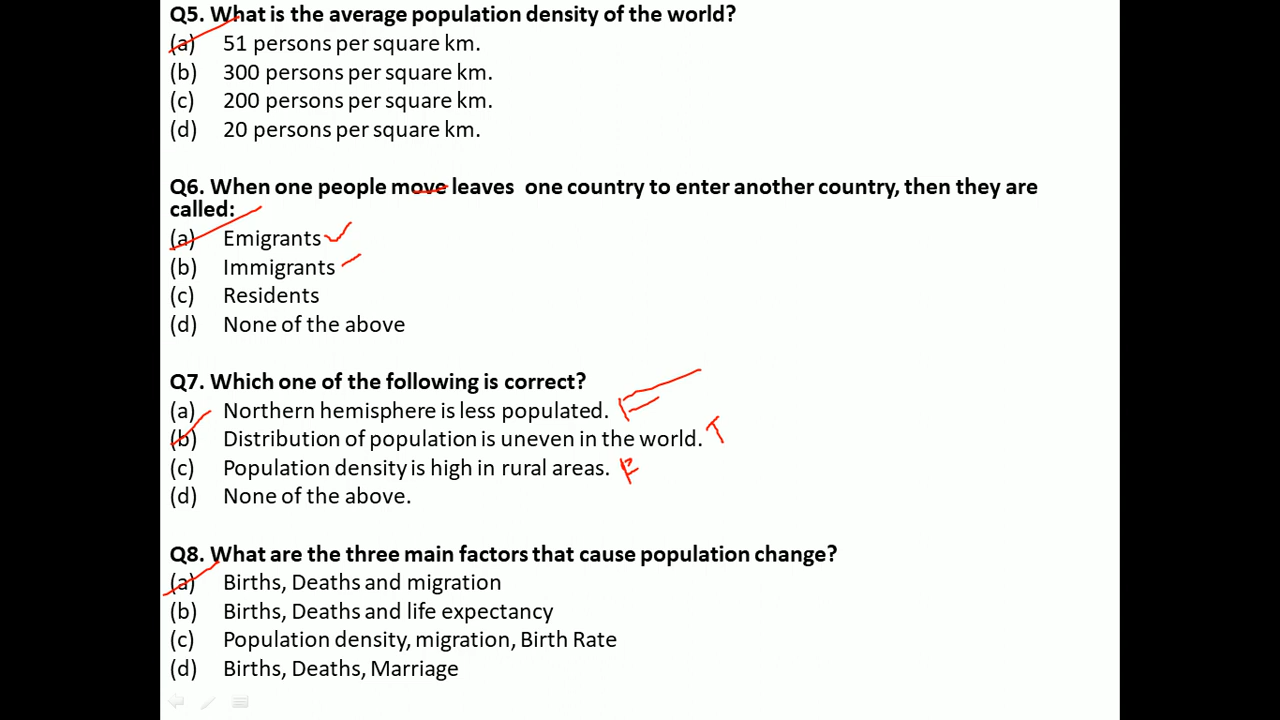 Q5. What is the average population density of the world?
(a) 51 persons per square km.
(b) 300 persons per square km.
(c) 200 persons per square km.
(d) 20 persons per square km.
Q6. When one people move leaves one country to enter another country, then they are
called:
(a) Emigrants
(b) Immigrants
(c) Residents
(d) None of the above
Q7. Which one of the following is correct?
(a) Northern hemisphere is less populated. F
(b) Distribution of population is uneven in the world. T
(c) Population density is high in rural areas. F
(d) None of the above.
Q8. What are the three main factors that cause population change?
(a) Births, Deaths and migration
(b) Births, Deaths and life expectancy
(c) Population density, migration, Birth Rate
(d) Births, Deaths, Marriage